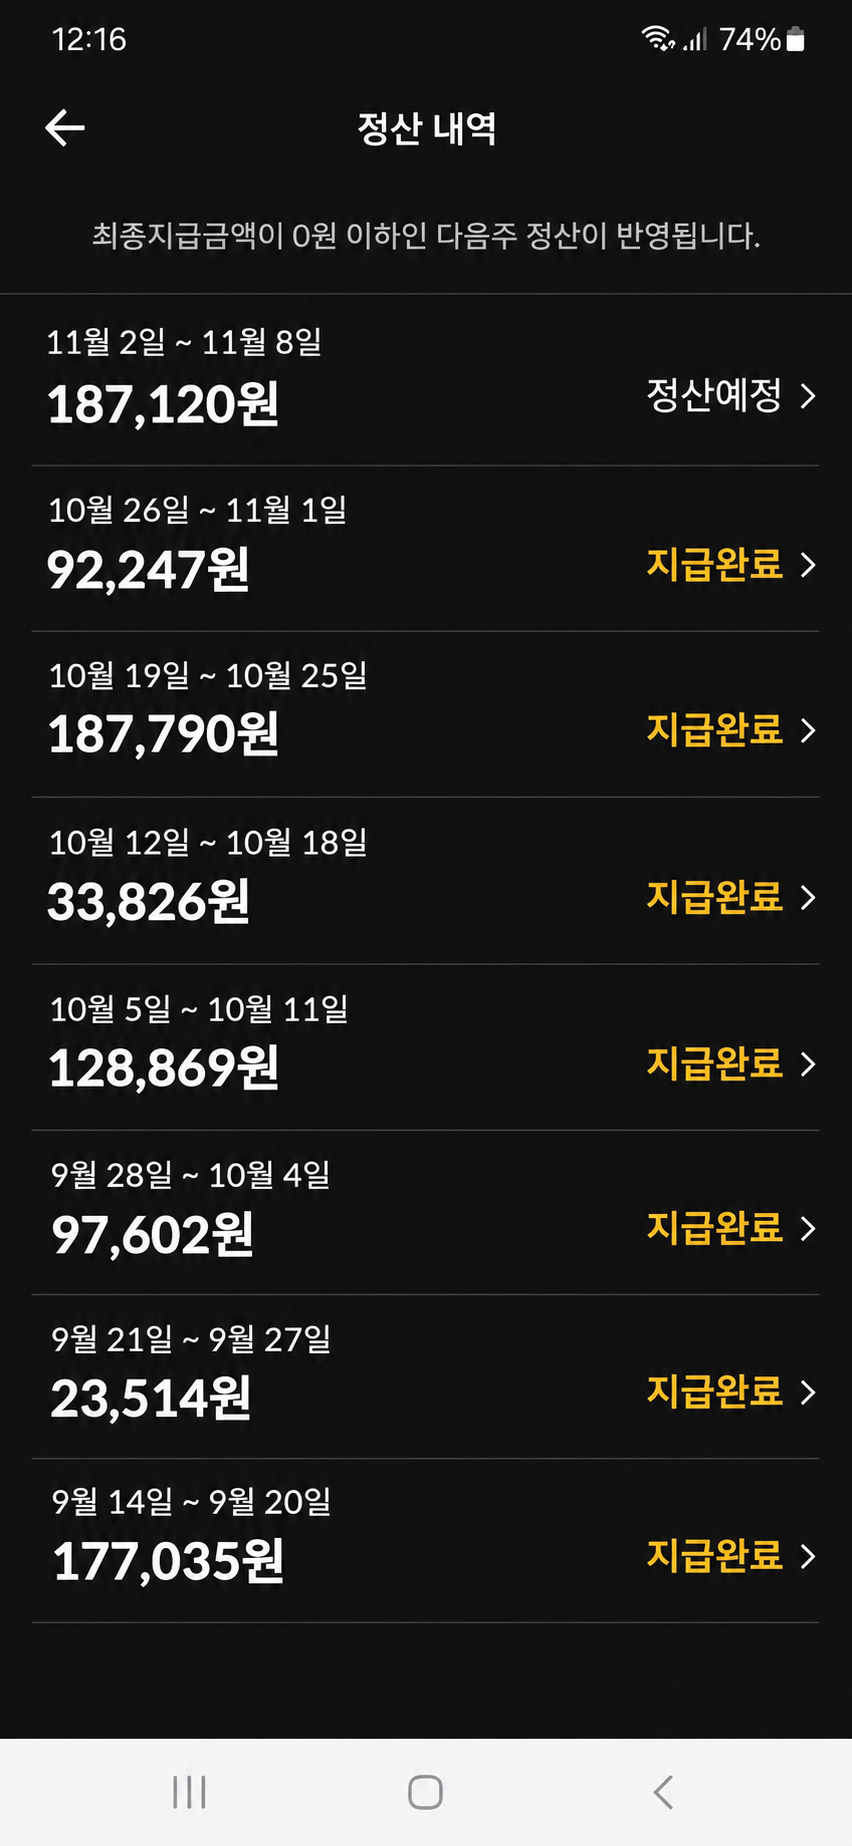 12:16
74%
정산 내역
최종지급금액이 0원 이하인 다음주 정산이 반영됩니다.
11월 2일 ~ 11월 8일
187,120원
정산예정
10월 26일 ~ 11월 1일
92,247원
지급완료
10월 19일 ~ 10월 25일
187,790원
지급완료
10월 12일 ~ 10월 18일
33,826원
지급완료
10월 5일 ~ 10월 11일
128,869원
지급완료
9월 28일 ~ 10월 4일
97,602원
지급완료
9월 21일 ~ 9월 27일
23,514원
지급완료
9월 14일 ~ 9월 20일
177,035원
지급완료